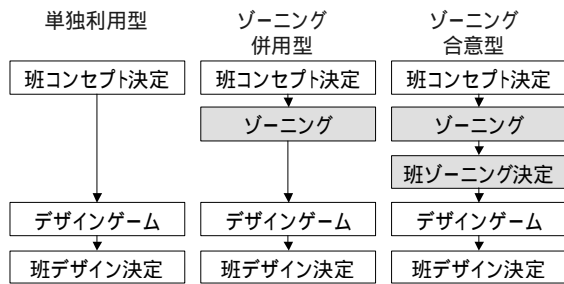 単独利用型
班コンセプト決定
デザインゲーム
班デザイン決定
ゾーニング
併用型
班コンセプト決定
ゾーニング
デザインゲーム
班デザイン決定
ゾーニング
合意型
班コンセプト決定
ゾーニング
班ゾーニング決定
デザインゲーム
班デザイン決定